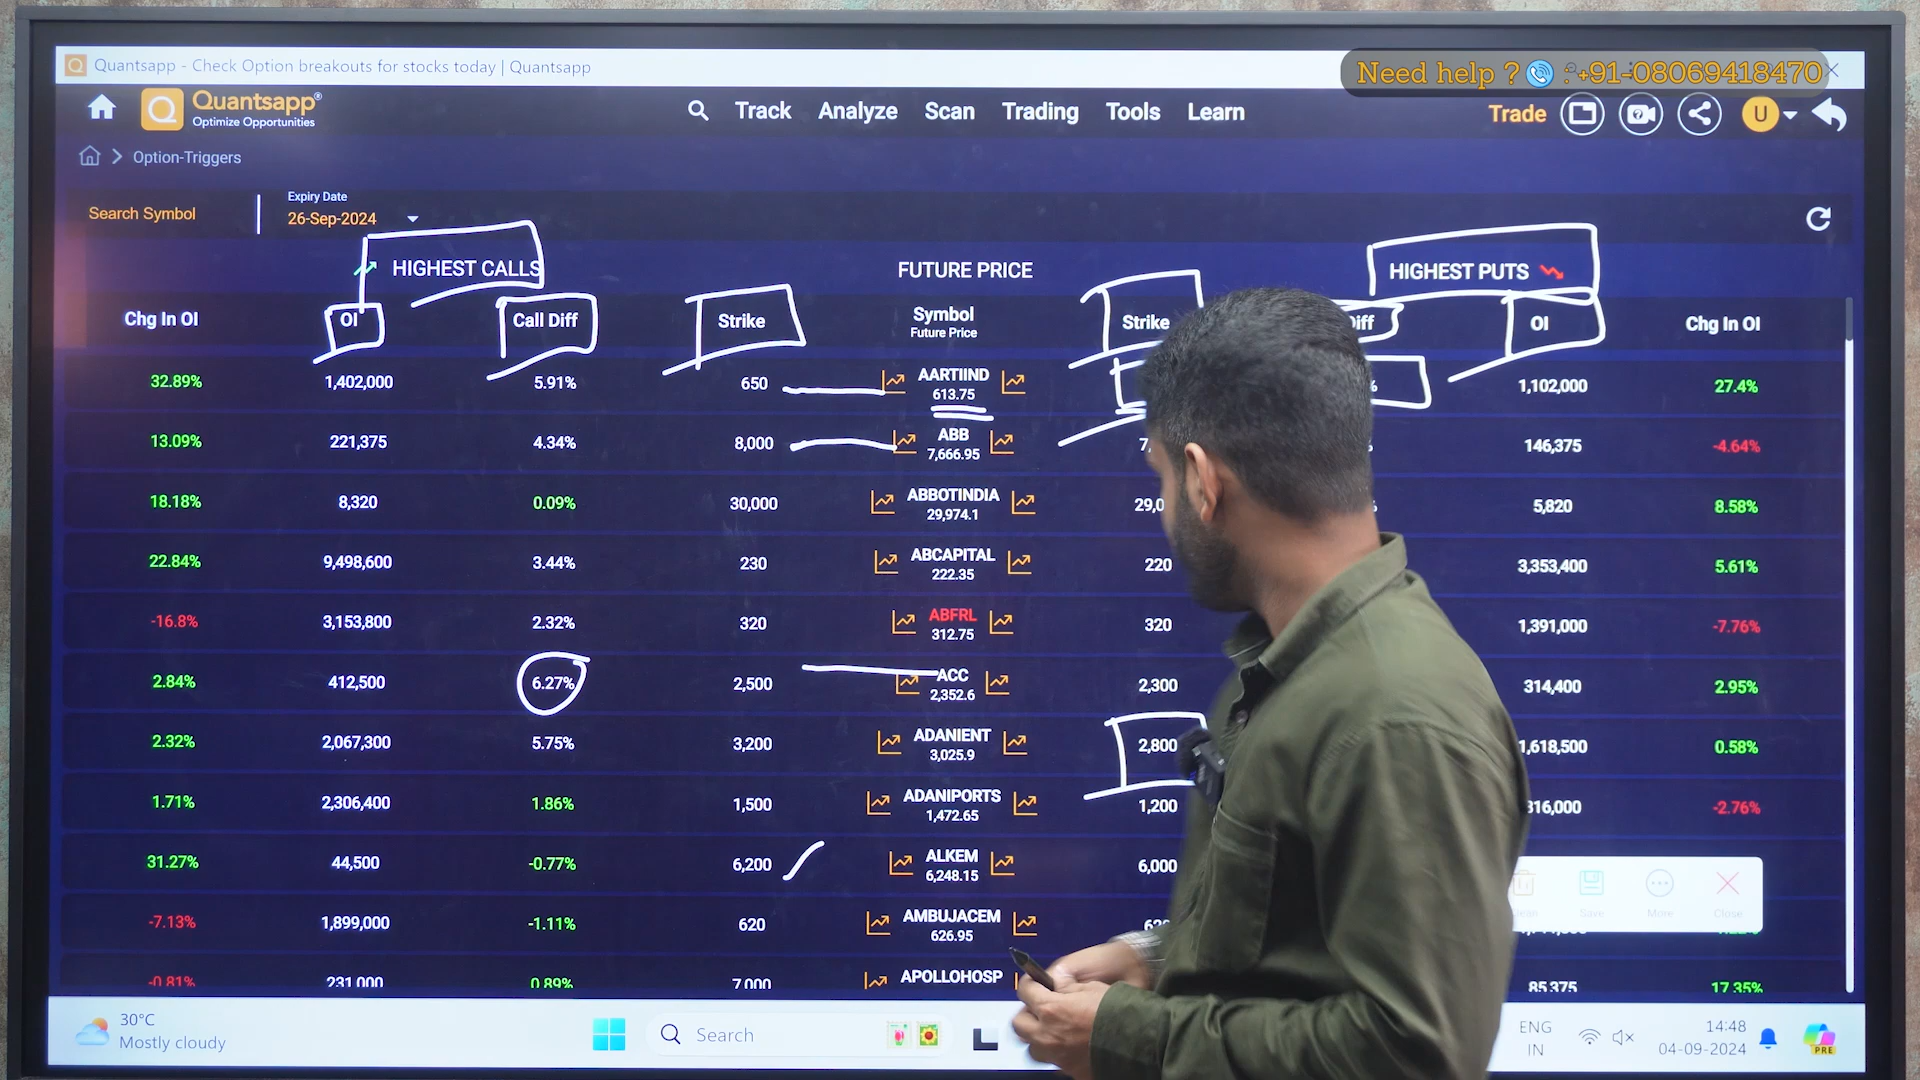 Quantsapp - Check Option breakouts for stocks today | Quantsapp
Need help ? : +91-08069418470
Quantsapp®
Optimize Opportunities
Track Analyze Scan Trading Tools Learn
Trade
U
Option-Triggers
Search Symbol
Expiry Date
26-Sep-2024
HIGHEST CALLS FUTURE PRICE HIGHEST PUTS
Chg In OI OI Call Diff Strike Symbol Strike Diff OI Chg In OI
Future Price
32.89% 1,402,000 5.91% 650 AARTIIND 1,102,000 27.4%
613.75
13.09% 221,375 4.34% 8,000 ABB 146,375 -4.64%
7,666.95
18.18% 8,320 0.09% 30,000 ABBOTINDIA 5,820 8.58%
29,974.1
22.84% 9,498,600 3.44% 230 ABCAPITAL 220 3,353,400 5.61%
222.35
-16.8% 3,153,800 2.32% 320 ABFRL 320 1,391,000 -7.76%
312.75
2.84% 412,500 6.27% 2,500 ACC 2,300 314,400 2.95%
2,352.6
2.32% 2,067,300 5.75% 3,200 ADANIENT 2,800 1,618,500 0.58%
3,025.9
1.71% 2,306,400 1.86% 1,500 ADANIPORTS 1,200 316,000 -2.76%
1,472.65
31.27% 44,500 -0.77% 6,200 ALKEM 6,000
6,248.15
Save More Close
-7.13% 1,899,000 -1.11% 620 AMBUJACEM
626.95
-0.81% 231,000 0.89% 7,000 APOLLOHOSP 85,375 17.35%
30°C
Mostly cloudy
Search
ENG
IN
14:48
04-09-2024
PRE